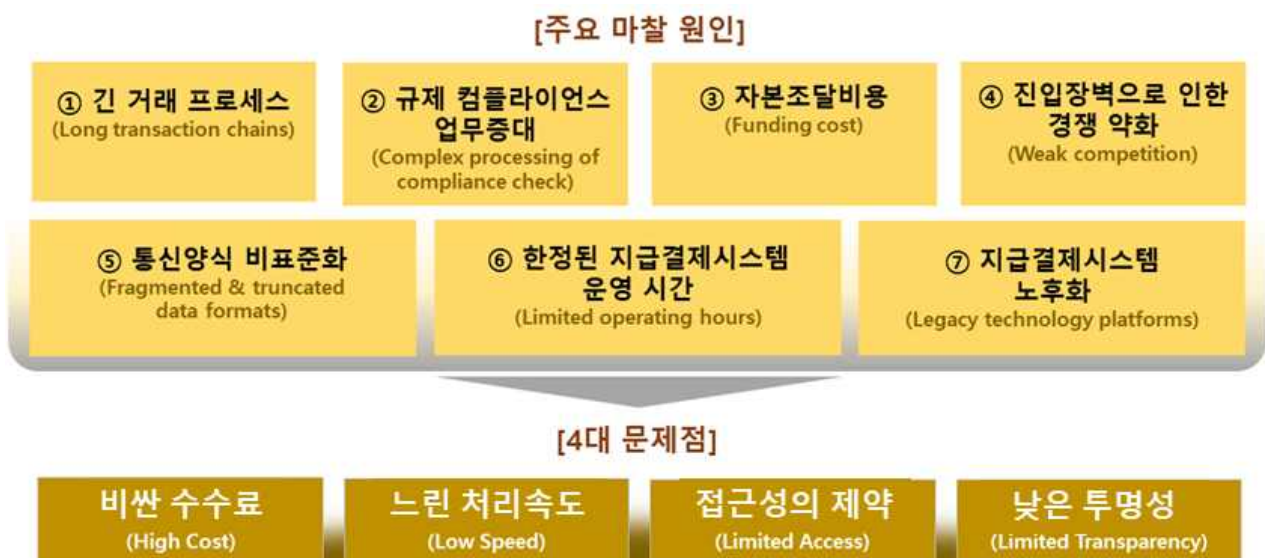 [주요 마찰 원인]
① 긴 거래 프로세스
(Long transaction chains)
② 규제 컴플라이언스
업무증대
(Complex processing of
compliance check)
③ 자본조달비용
(Funding cost)
④ 진입장벽으로 인한
경쟁 약화
(Weak competition)
⑤ 통신양식 비표준화
(Fragmented & truncated
data formats)
⑥ 한정된 지급결제시스템
운영 시간
(Limited operating hours)
⑦ 지급결제시스템
노후화
(Legacy technology platforms)
[4대 문제점]
비싼 수수료
(High Cost)
느린 처리속도
(Low Speed)
접근성의 제약
(Limited Access)
낮은 투명성
(Limited Transparency)